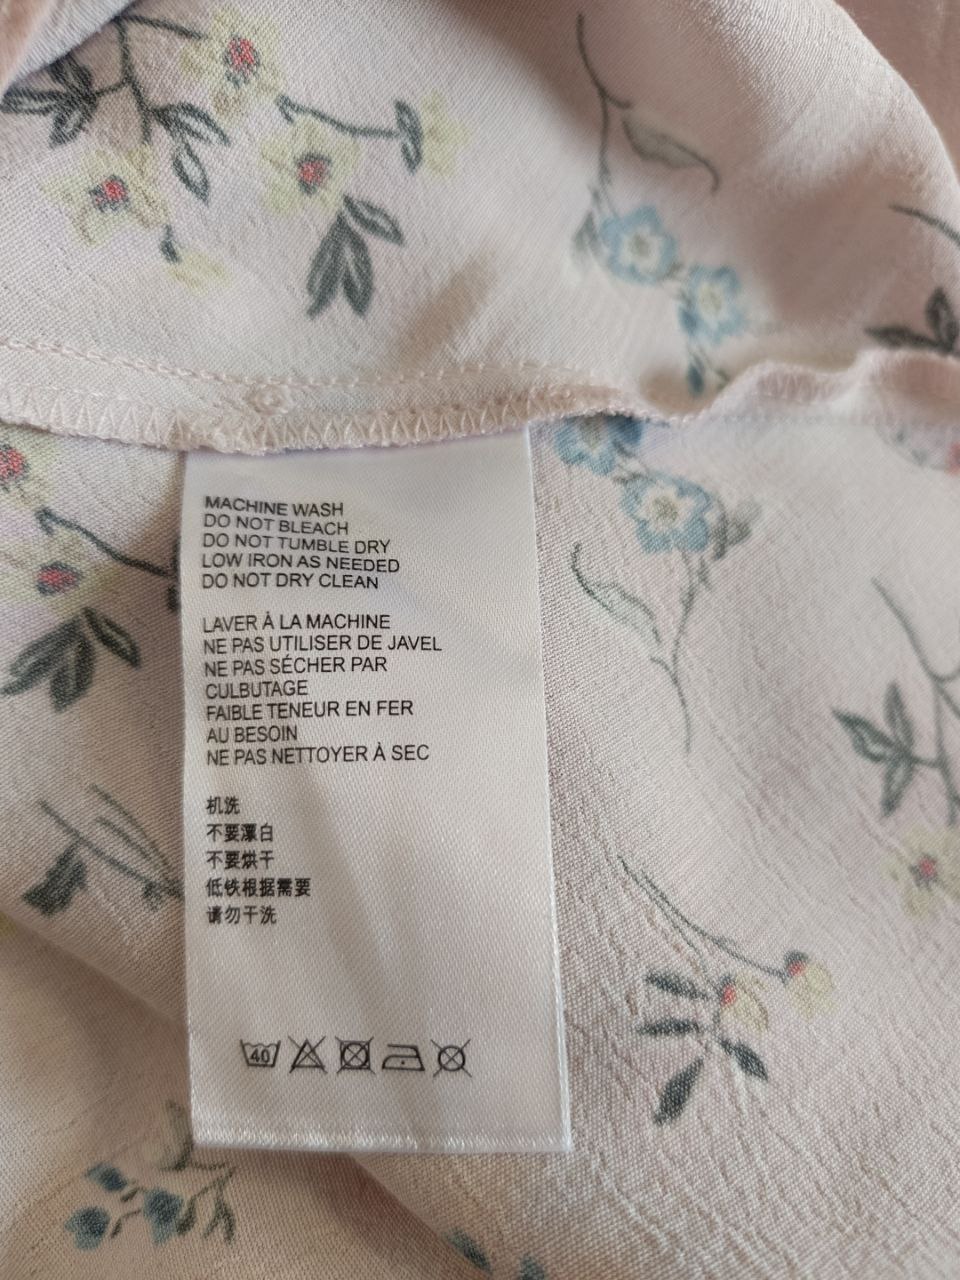 MACHINE WASH
DO NOT BLEACH
DO NOT TUMBLE DRY
LOW IRON AS NEEDED
DO NOT DRY CLEAN
LAVER À LA MACHINE
NE PAS UTILISER DE JAVEL
NE PAS SÉCHER PAR
CULBUTAGE
FAIBLE TENEUR EN FER
AU BESOIN
NE PAS NETTOYER À SEC
机洗
不要漂白
不要烘干
低铁根据需要
请勿干洗
40